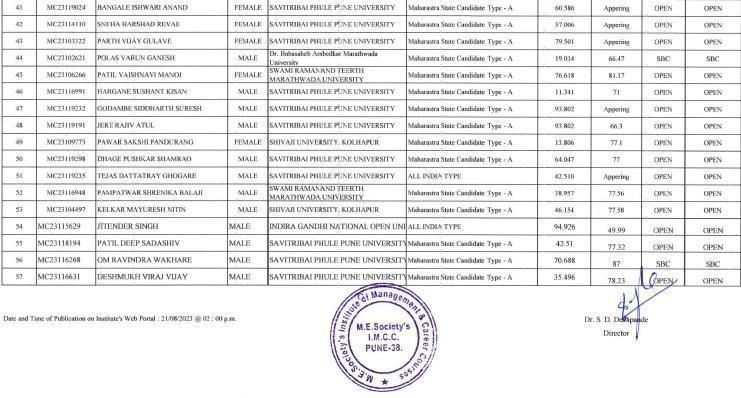 41 MC23119024 BANGALE ISHWARI ANAND FEMALE SAVITRIBAI PHULE PUNE UNIVERSITY Maharastra State Candidate Type - A 60.586 Appering OPEN OPEN
42 MC23114110 SNEHA HARSHAD REVAE FEMALE SAVITRIBAI PHULE PUNE UNIVERSITY Maharastra State Candidate Type - A 57.006 Appering OPEN OPEN
43 MC23103322 PARTH VIJAY GULAVE FEMALE SAVITRIBAI PHULE PUNE UNIVERSITY Maharastra State Candidate Type - A 79.501 Appering OPEN OPEN
44 MC23102621 POLAS VARUN GANESH MALE Dr. Babasaheb Ambedkar Marathwada University Maharastra State Candidate Type - A 19.014 66.47 SBC SBC
45 MC23106266 PATIL VAISHNAVI MANOJ FEMALE SWAMI RAMANAND TEERTH MARATHWADA UNIVERSITY Maharastra State Candidate Type - A 76.618 81.17 OPEN OPEN
46 MC23116991 HARGANE SUSHANT KISAN MALE SAVITRIBAI PHULE PUNE UNIVERSITY Maharastra State Candidate Type - A 11.341 71 OPEN OPEN
47 MC23119232 GODAMBE SIDDHARTH SURESH MALE SAVITRIBAI PHULE PUNE UNIVERSITY Maharastra State Candidate Type - A 93.802 Appering OPEN OPEN
48 MC23119191 JERE RAJIV ATUL MALE SAVITRIBAI PHULE PUNE UNIVERSITY Maharastra State Candidate Type - A 93.802 66.3 OPEN OPEN
49 MC23109773 PAWAR SAKSHI PANDURANG FEMALE SHIVAJI UNIVERSITY, KOLHAPUR Maharastra State Candidate Type - A 13.806 77.1 OPEN OPEN
50 MC23119298 DHAGE PUSHKAR SHAMRAO MALE SAVITRIBAI PHULE PUNE UNIVERSITY Maharastra State Candidate Type - A 64.047 77 OPEN OPEN
51 MC23119235 TEJAS DATTATRAY GHOGARE MALE SAVITRIBAI PHULE PUNE UNIVERSITY ALL INDIA TYPE 42.510 Appering OPEN OPEN
52 MC23116948 PAMPATWAR SHRENIKA BALAJI MALE SWAMI RAMANAND TEERTH MARATHWADA UNIVERSITY Maharastra State Candidate Type - A 38.957 77.56 OPEN OPEN
53 MC23104497 KELKAR MAYURESH NITIN MALE SHIVAJI UNIVERSITY, KOLHAPUR Maharastra State Candidate Type - A 46.154 77.58 OPEN OPEN
54 MC23115629 JITENDER SINGH MALE INDIRA GANDHI NATIONAL OPEN UNI ALL INDIA TYPE 94.926 49.99 OPEN OPEN
55 MC23118194 PATIL DEEP SADASHIV MALE SAVITRIBAI PHULE PUNE UNIVERSITY Maharastra State Candidate Type - A 42.51 77.32 OPEN OPEN
56 MC23116268 GM RAVINDRA WAKHARE MALE SAVITRIBAI PHULE PUNE UNIVERSITY Maharastra State Candidate Type - A 70.688 87 SBC SBC
57 MC23116631 DESHMUKH VIRAJ VIJAY MALE SAVITRIBAI PHULE PUNE UNIVERSITY Maharastra State Candidate Type - A 35.496 78.23 OPEN OPEN
Date and Time of Publication on Institute's Web Portal : 21/08/2023 @ 02 : 00 p.m.
M.E.Society's Institute of Management & Career Courses
M.E.Society's
I.M.C.C.
PUNE-38.
Dr. S. D. Deshpande
Director